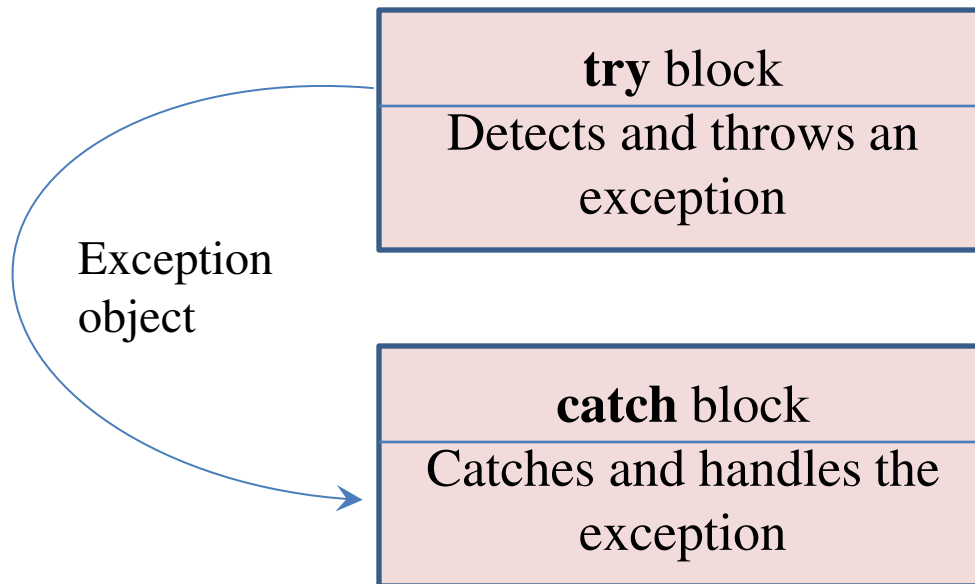 try block
Detects and throws an
exception
Exception
object
catch block
Catches and handles the
exception